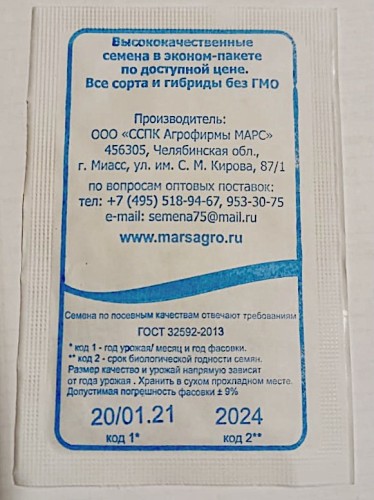 Высококачественные
семена в эконом-пакете
по доступной цене.
Все сорта и гибриды без ГМО
Производитель:
ООО «ССПК Агрофирмы МАРС»
456305, Челябинская обл.,
г. Миасс, ул. им. С. М. Кирова, 87/1
по вопросам оптовых поставок:
тел: +7 (495) 518-94-67, 953-30-75
e-mail: semena75@mail.ru
www.marsagro.ru
Семена по посевным качествам отвечают требованиям
ГОСТ 32592-2013
* код 1 - год урожая/ месяц и год фасовки.
** код 2 - срок биологической годности семян.
Размер качество и урожай напрямую зависят
от года урожая . Хранить в сухом прохладном месте.
Допустимая погрешность фасовки ± 9%
20/01.21 2024
код 1* код 2**